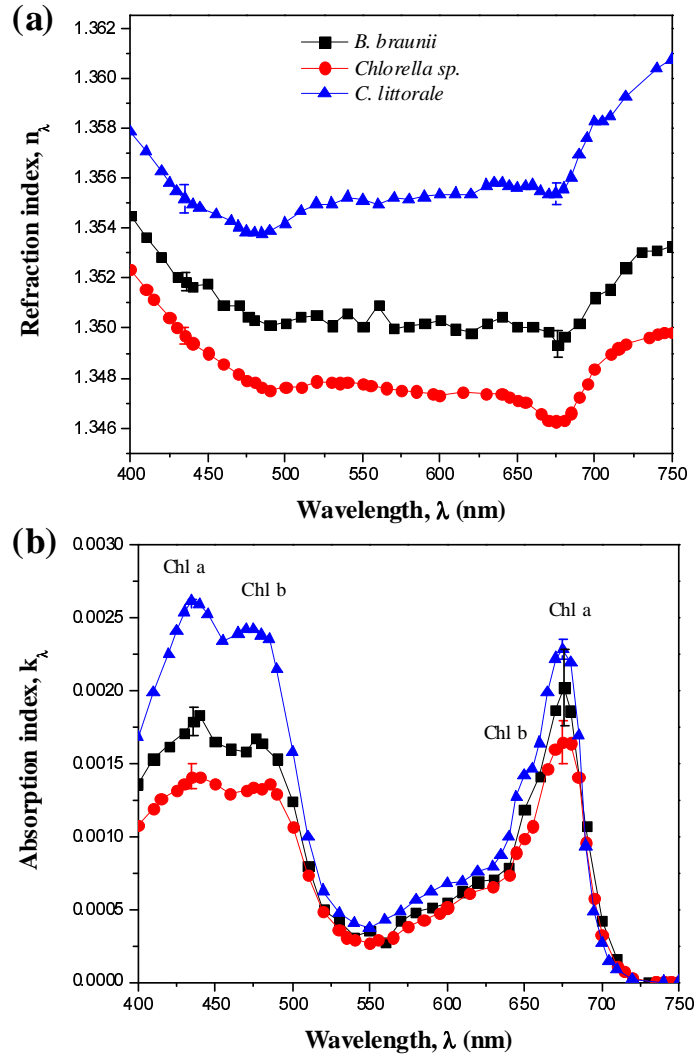 (a)
1.362
1.360
1.358
1.356
1.354
1.352
1.350
1.348
1.346
Refraction index, nλ
B. braunii
Chlorella sp.
C. littorale
400 450 500 550 600 650 700 750
Wavelength, λ (nm)
(b)
0.0030
0.0025
0.0020
0.0015
0.0010
0.0005
0.0000
Absorption index, kλ
Chl a
Chl b
Chl b
Chl a
400 450 500 550 600 650 700 750
Wavelength, λ (nm)